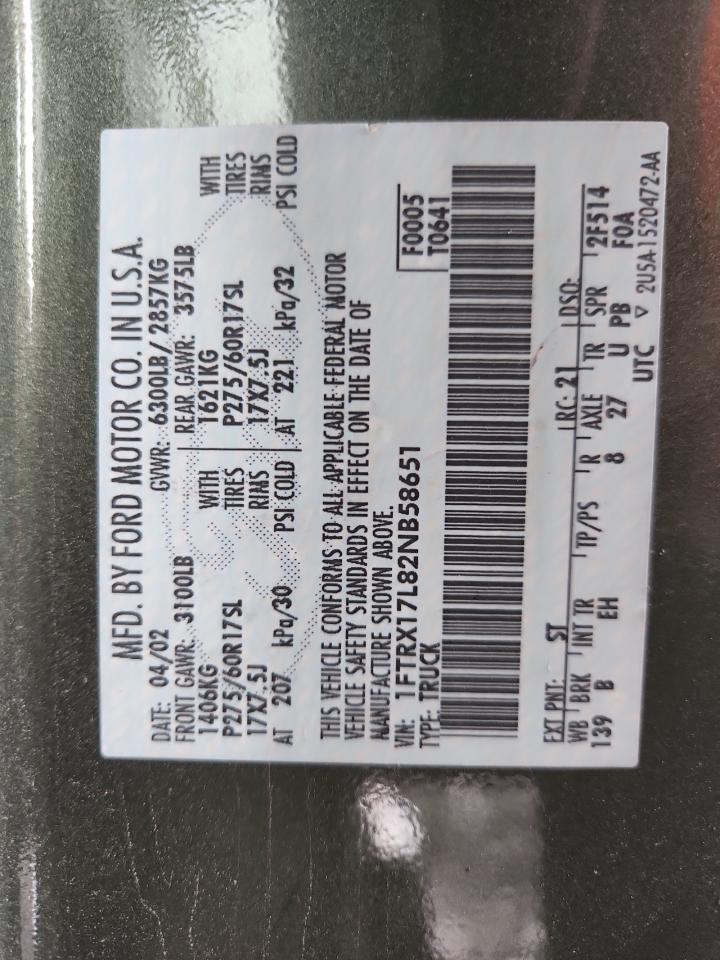 MFD. BY FORD MOTOR CO. IN U.S.A.
DATE: 04/02 GVWR: 6300LB/ 2857KG
FRONT GAWR: 3100LB REAR GAWR: 3575LB
1406KG WITH 1621KG WITH
P275/60R17SL TIRES P275/60R17SL TIRES
17X7.5J RIMS 17X7.5J RIMS
AT 207 kPa/30 PSI COLD AT 221 kPa/32 PSI COLD
THIS VEHICLE CONFORMS TO ALL APPLICABLE FEDERAL MOTOR
VEHICLE SAFETY STANDARDS IN EFFECT ON THE DATE OF
MANUFACTURE SHOWN ABOVE.
VIN: 1FTRX17L82NB58651 F0005
TYPE: TRUCK T0641
EXT PNT: ST RC: 21 DSO:
WB BRK INT TR TP/PS R AXLE TR SPR 2F514
139 B EH 8 27 U PB F0A
UTC ▽ 2U5A-1520472-AA